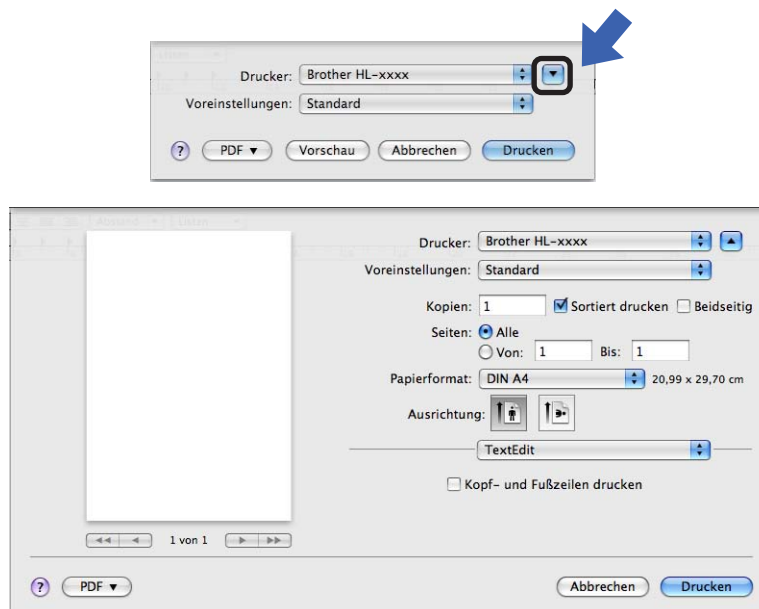 Drucker: Brother HL-xxxx
Voreinstellungen: Standard
? PDF Vorschau Abbrechen Drucken
Drucker: Brother HL-xxxx
Voreinstellungen: Standard
Kopien: 1 Sortiert drucken Beidseitig
Seiten: Alle
Von: 1 Bis: 1
Papierformat: DIN A4 20,99 x 29,70 cm
Ausrichtung:
TextEdit
Kopf- und Fußzeilen drucken
1 von 1
? PDF Abbrechen Drucken